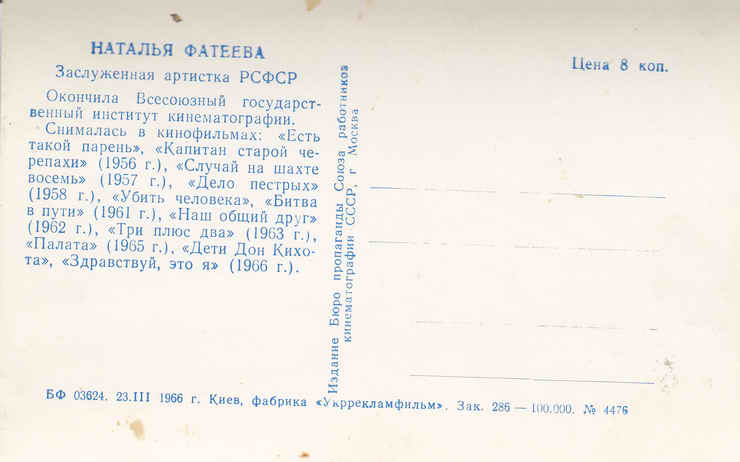 НАТАЛЬЯ ФАТЕЕВА
Заслуженная артистка РСФСР
Окончила Всесоюзный государст-
венный институт кинематографии.
Снималась в кинофильмах: «Есть
такой парень», «Капитан старой че-
репахи» (1956 г.), «Случай на шахте
восемь» (1957 г.), «Дело пестрых»
(1958 г.), «Убить человека», «Битва
в пути» (1961 г.), «Наш общий друг»
(1962 г.), «Три плюс два» (1963 г.),
«Палата» (1965 г.). «Дети Дон Кихо-
та», «Здравствуй, это я» (1966 г.).
Издание Бюро пропаганды Союза работников
кинематографии СССР, г Москва
Цена 8 коп.
БФ 03624. 23.III 1966 г. Киев, фабрика «Укррекламфильм». Зак. 286 — 100.000. № 4476